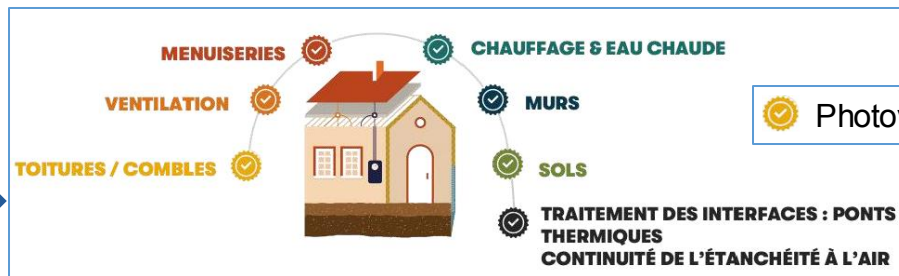 MENUISERIES
CHAUFFAGE & EAU CHAUDE
VENTILATION
MURS
TOITURES / COMBLES
SOLS
TRAITEMENT DES INTERFACES : PONTS
THERMIQUES
CONTINUITÉ DE L'ÉTANCHÉITÉ À L'AIR